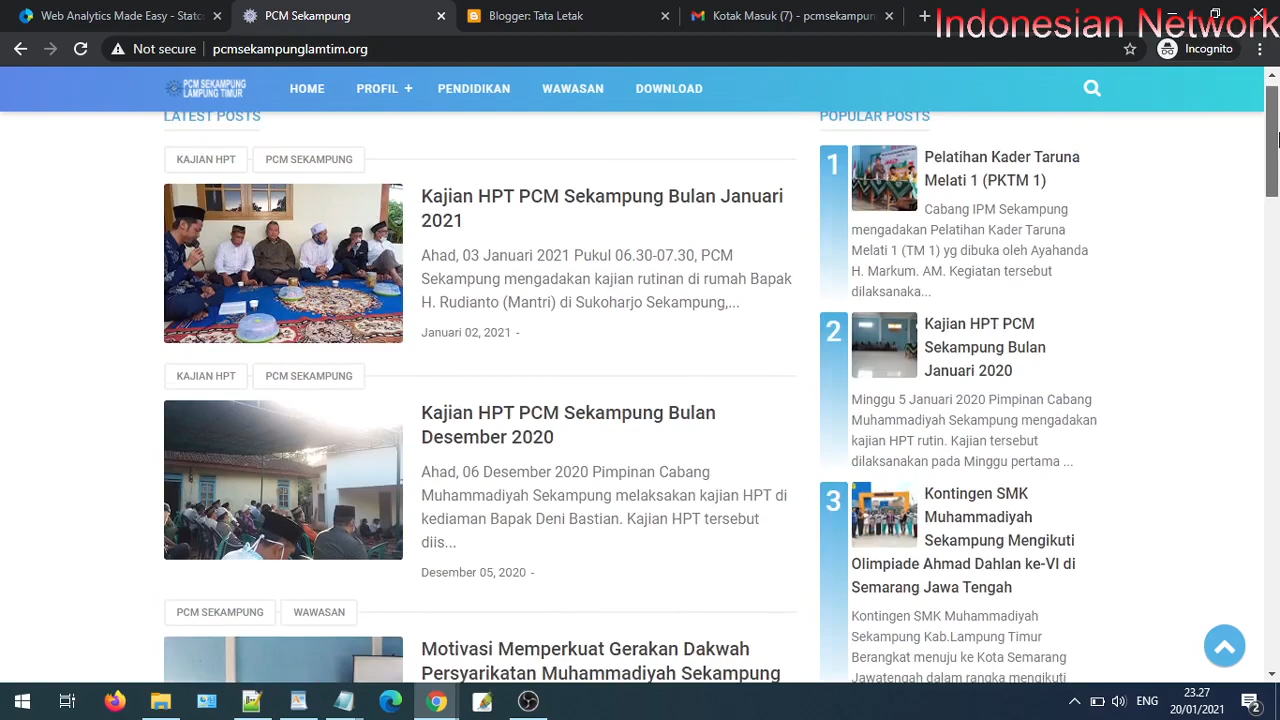 Web Analytics Made Easy - Statc
PCM SEKAMPUNG LAMPUNG TIMUR
Blogger: Tata Letak
Kotak Masuk (7) - pcmsekampun
Indonesian Network
Not secure
pcmsekampunglamtim.org
Incognito
PCM SEKAMPUNG
LAMPUNG TIMUR
HOME
PROFIL +
PENDIDIKAN
WAWASAN
DOWNLOAD
LATEST POSTS
KAJIAN HPT
PCM SEKAMPUNG
Kajian HPT PCM Sekampung Bulan Januari
2021
Ahad, 03 Januari 2021 Pukul 06.30-07.30, PCM
Sekampung mengadakan kajian rutinan di rumah Bapak
H. Rudianto (Mantri) di Sukoharjo Sekampung,...
Januari 02, 2021 -
KAJIAN HPT
PCM SEKAMPUNG
Kajian HPT PCM Sekampung Bulan
Desember 2020
Ahad, 06 Desember 2020 Pimpinan Cabang
Muhammadiyah Sekampung melaksakan kajian HPT di
kediaman Bapak Deni Bastian. Kajian HPT tersebut
diis...
Desember 05, 2020 -
PCM SEKAMPUNG
WAWASAN
Motivasi Memperkuat Gerakan Dakwah
Persyarikatan Muhammadiyah Sekampung
POPULAR POSTS
1
Pelatihan Kader Taruna
Melati 1 (PKTM 1)
Cabang IPM Sekampung
mengadakan Pelatihan Kader Taruna
Melati 1 (TM 1) yg dibuka oleh Ayahanda
H. Markum. AM. Kegiatan tersebut
dilaksanaka...
2
Kajian HPT PCM
Sekampung Bulan
Januari 2020
Minggu 5 Januari 2020 Pimpinan Cabang
Muhammadiyah Sekampung mengadakan
kajian HPT rutin. Kajian tersebut
dilaksanakan pada Minggu pertama ...
3
Kontingen SMK
Muhammadiyah
Sekampung Mengikuti
Olimpiade Ahmad Dahlan ke-VI di
Semarang Jawa Tengah
Kontingen SMK Muhammadiyah
Sekampung Kab.Lampung Timur
Berangkat menuju ke Kota Semarang
Jawatengah dalam rangka mengikuti
ENG
23.27
20/01/2021
2